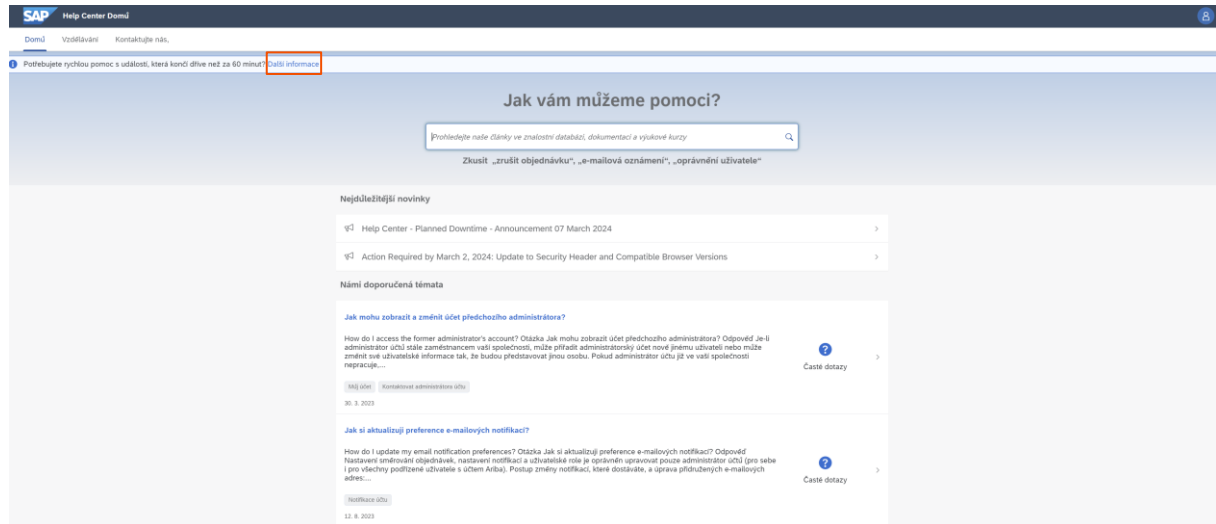 SAP Help Center Domů
Domů Vzdělávání Kontaktujte nás,
Potřebujete rychlou pomoc s událostí, která končí dříve než za 60 minut? Další informace
Jak vám můžeme pomoci?
Prohledejte naše články ve znalostní databázi, dokumentaci a výukové kurzy
Zkusit „zrušit objednávku“, „e-mailová oznámení“, „oprávnění uživatele“
Nejdůležitější novinky
Help Center - Planned Downtime - Announcement 07 March 2024
Action Required by March 2, 2024: Update to Security Header and Compatible Browser Versions
Námi doporučená témata
Jak mohu zobrazit a změnit účet předchozího administrátora?
How do I access the former administrator's account? Otázka Jak mohu zobrazit účet předchozího administrátora? Odpověď Je-li
administrátor účtů stále zaměstnancem vaší společnosti, může přiřadit administrátorský účet nové jinému uživateli nebo může
změnit své uživatelské informace tak, že budou představovat jinou osobu. Pokud administrátor účtu již ve vaší společnosti
nepracuje,...
Časté dotazy
Můj účet Kontaktovat administrátora účtu
30. 3. 2023
Jak si aktualizuji preference e-mailových notifikací?
How do I update my email notification preferences? Otázka Jak si aktualizuji preference e-mailových notifikací? Odpověď
Nastavení směrování objednávek, nastavení notifikací a uživatelské role je oprávněn upravovat pouze administrátor účtů (pro sebe
i pro všechny podřízené uživatele s účtem Ariba). Postup změny notifikací, které dostáváte, a úprava přidružených e-mailových
adres:...
Časté dotazy
Notifikace účtu
12. 8. 2023